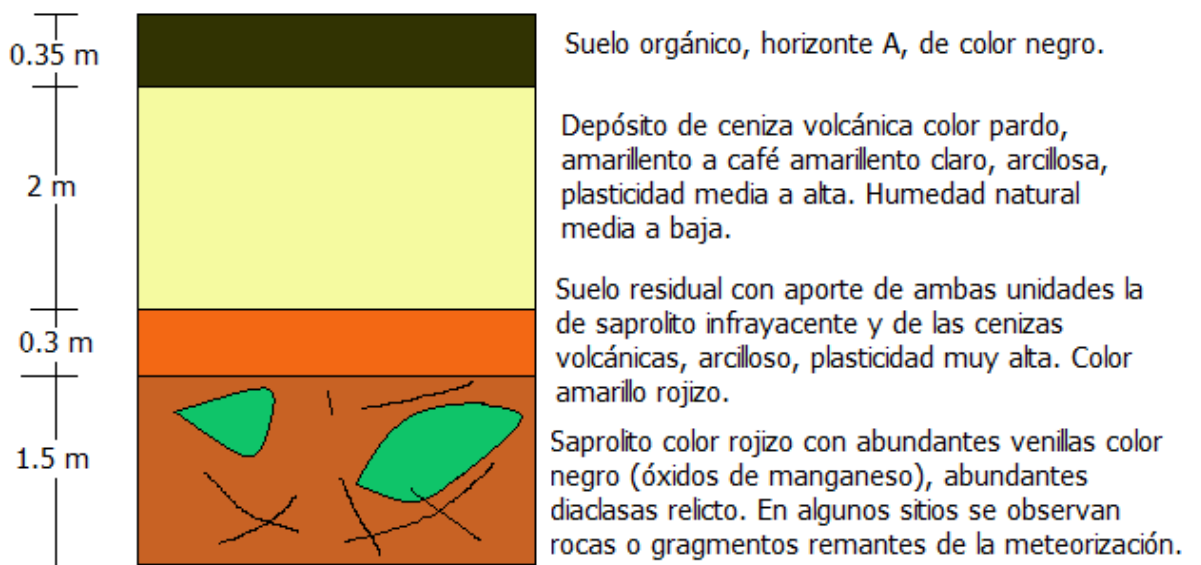 0.35 m
Suelo orgánico, horizonte A, de color negro.
2 m
Depósito de ceniza volcánica color pardo,
amarillento a café amarillento claro, arcillosa,
plasticidad media a alta. Humedad natural
media a baja.
0.3 m
Suelo residual con aporte de ambas unidades la
de saprolito infrayacente y de las cenizas
volcánicas, arcilloso, plasticidad muy alta. Color
amarillo rojizo.
1.5 m
Saprolito color rojizo con abundantes venillas color
negro (óxidos de manganeso), abundantes
diaclasas relicto. En algunos sitios se observan
rocas o gragmentos remantes de la meteorización.